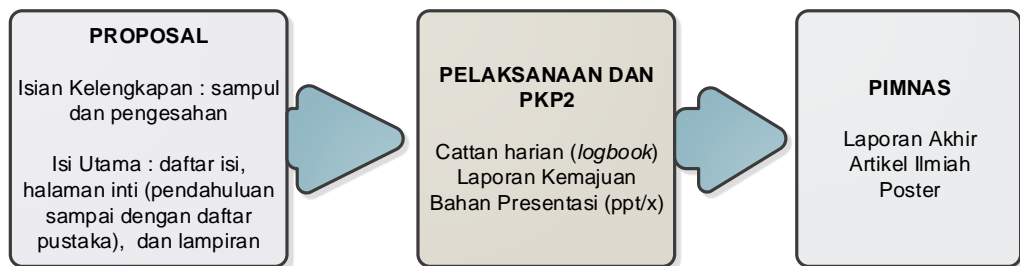 PROPOSAL
Isian Kelengkapan : sampul
dan pengesahan
Isi Utama : daftar isi,
halaman inti (pendahuluan
sampai dengan daftar
pustaka), dan lampiran
PELAKSANAAN DAN
PKP2
Cattan harian (logbook)
Laporan Kemajuan
Bahan Presentasi (ppt/x)
PIMNAS
Laporan Akhir
Artikel Ilmiah
Poster